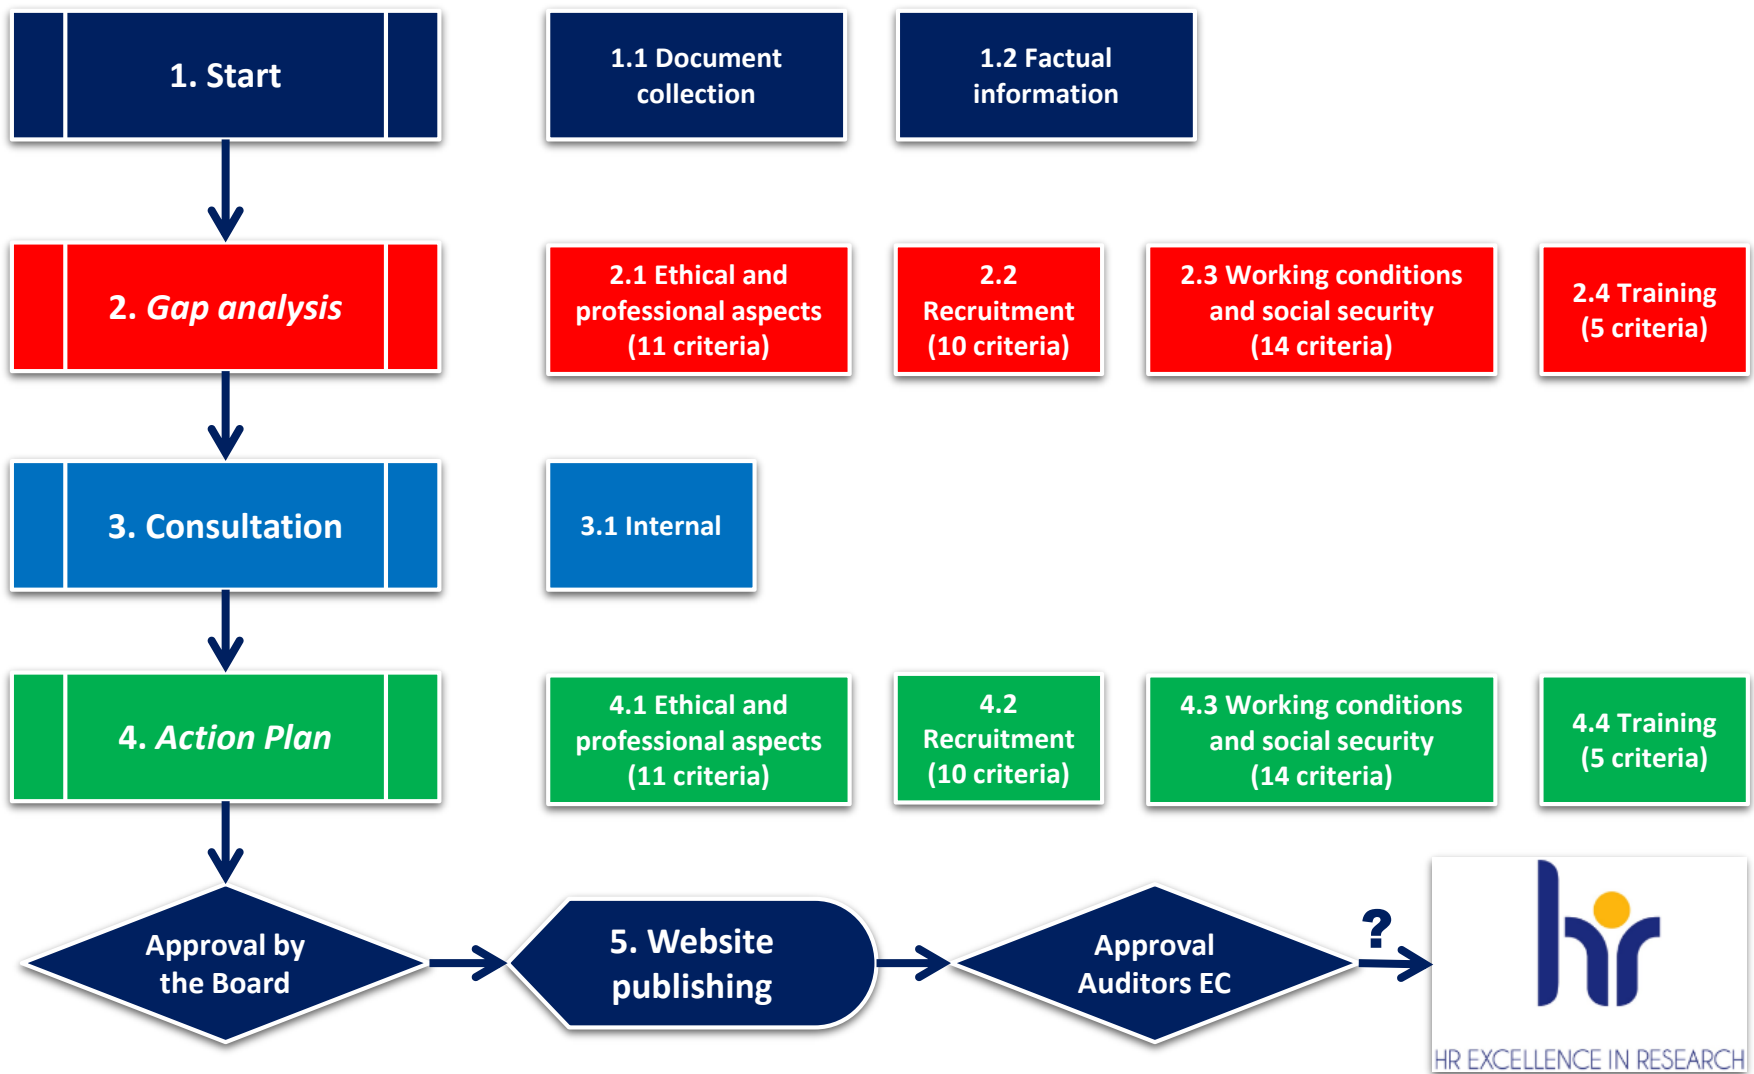 1. Start
1.1 Document
collection
1.2 Factual
information
2. Gap analysis
2.1 Ethical and
professional aspects
(11 criteria)
2.2
Recruitment
(10 criteria)
2.3 Working conditions
and social security
(14 criteria)
2.4 Training
(5 criteria)
3. Consultation
3.1 Internal
4. Action Plan
4.1 Ethical and
professional aspects
(11 criteria)
4.2
Recruitment
(10 criteria)
4.3 Working conditions
and social security
(14 criteria)
4.4 Training
(5 criteria)
Approval by
the Board
5. Website
publishing
Approval
Auditors EC
?
hr
HR EXCELLENCE IN RESEARCH